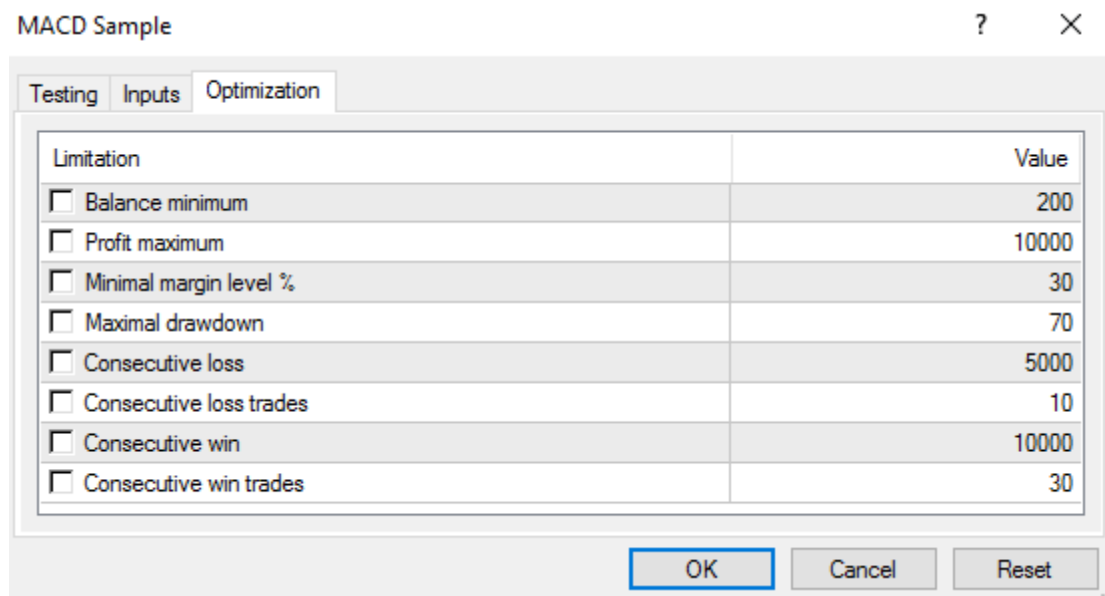 MACD Sample ? ×
Testing Inputs Optimization
Limitation Value
Balance minimum 200
Profit maximum 10000
Minimal margin level % 30
Maximal drawdown 70
Consecutive loss 5000
Consecutive loss trades 10
Consecutive win 10000
Consecutive win trades 30
OK Cancel Reset